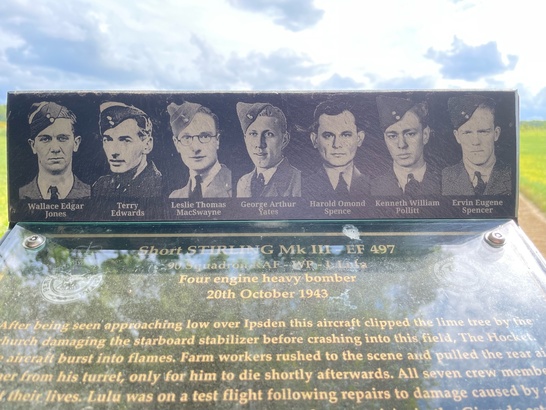 Wallace Edgar Jones
Terry Edwards
Leslie Thomas MacSwayne
George Arthur Yates
Harold Omond Spence
Kenneth William Pollitt
Ervin Eugene Spencer
Short STIRLING Mk III - EF 497
90 Squadron RAF - WP -
Four engine heavy bomber
20th October 1943
After being seen approaching low over Ipsden this aircraft clipped the lime tree by the
church damaging the starboard stabilizer before crashing into this field, The Hocket.
aircraft burst into flames. Farm workers rushed to the scene and pulled the rear
from his turret, only for him to die shortly afterwards. All seven crew
their lives. Lulu was on a test flight following repairs to damage caused by